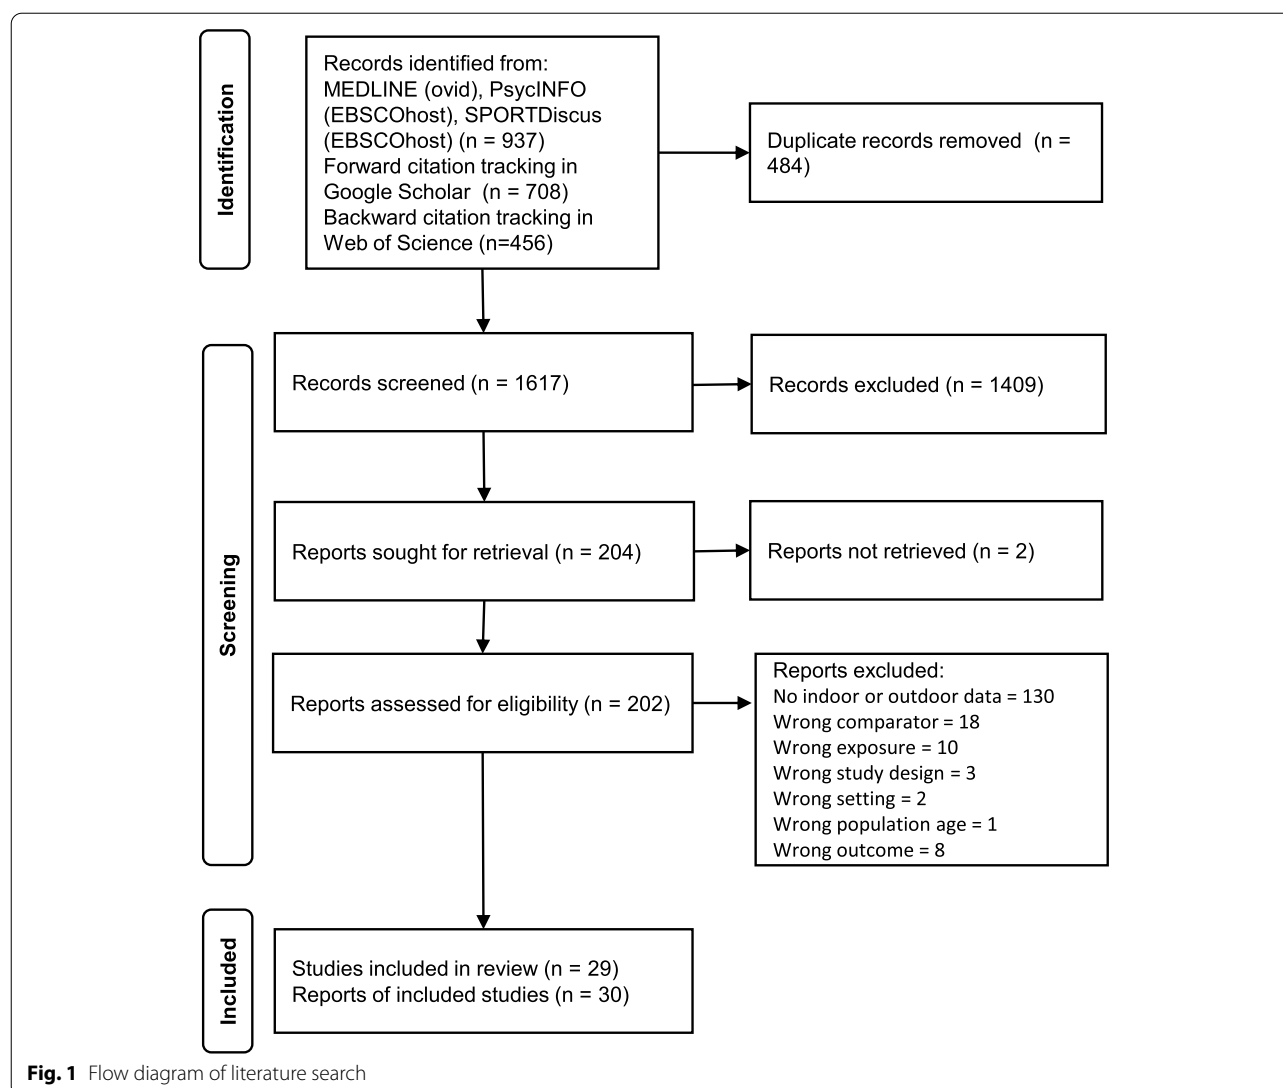 Identification
Records identified from:
MEDLINE (ovid), PsycINFO
(EBSCOhost), SPORTDiscus
(EBSCOhost) (n = 937)
Forward citation tracking in
Google Scholar (n = 708)
Backward citation tracking in
Web of Science (n=456)
Duplicate records removed (n =
484)
Screening
Records screened (n = 1617)
Records excluded (n = 1409)
Reports sought for retrieval (n = 204)
Reports not retrieved (n = 2)
Reports assessed for eligibility (n = 202)
Reports excluded:
No indoor or outdoor data = 130
Wrong comparator = 18
Wrong exposure = 10
Wrong study design = 3
Wrong setting = 2
Wrong population age = 1
Wrong outcome = 8
Included
Studies included in review (n = 29)
Reports of included studies (n = 30)
Fig. 1 Flow diagram of literature search